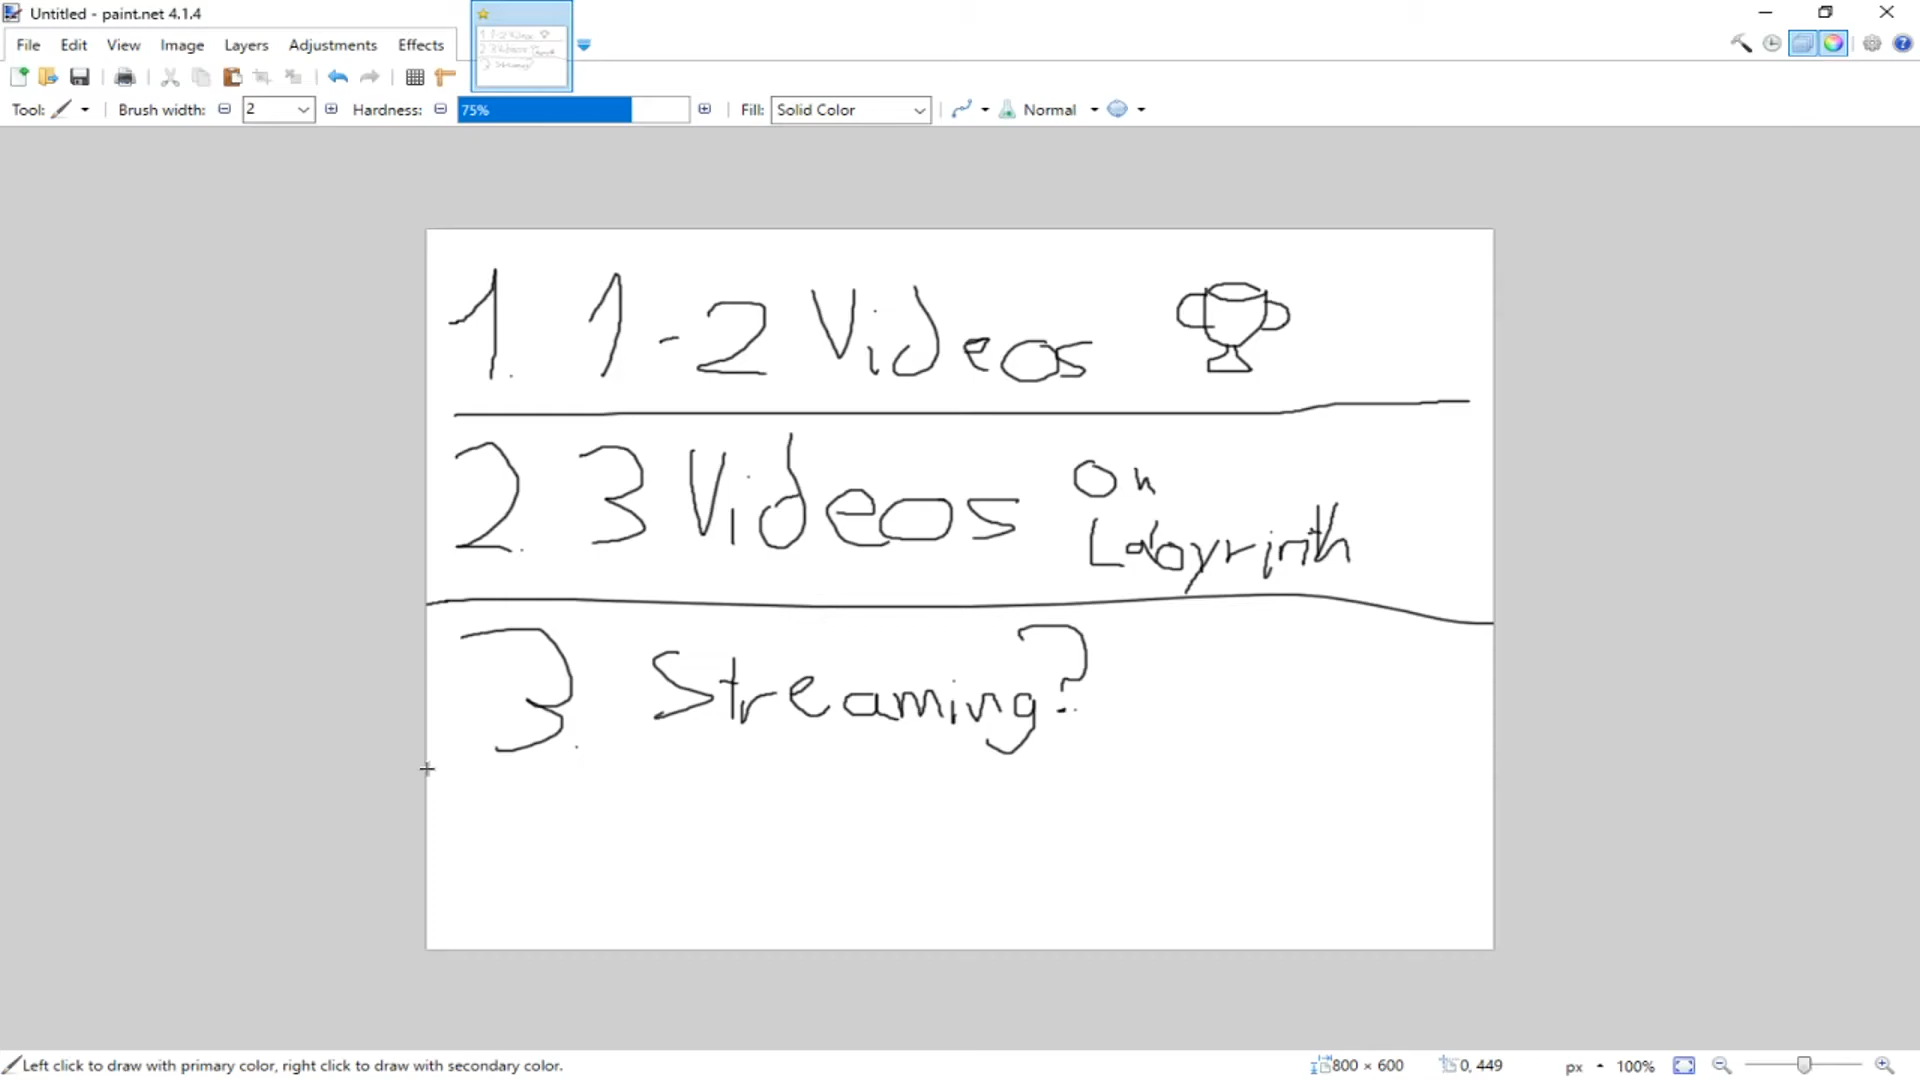 Untitled - paint.net 4.1.4
File Edit View Image Layers Adjustments Effects
Tool: Brush width: 2 Hardness: 75% Fill: Solid Color Normal
1. 1-2 Videos
2. 3 Videos On
Labyrinth
3. Streaming?
Left click to draw with primary color, right click to draw with secondary color. 800 × 600 0, 449 px 100%